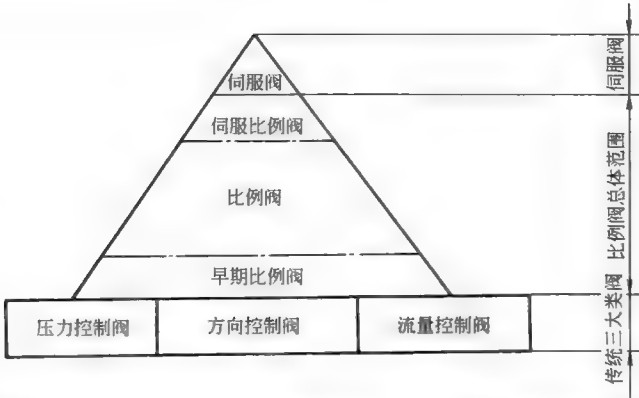 伺服阀
伺服比例阀
比例阀
早期比例阀
压力控制阀
方向控制阀
流量控制阀
伺服阀
比例阀总体范围
传统三大类阀